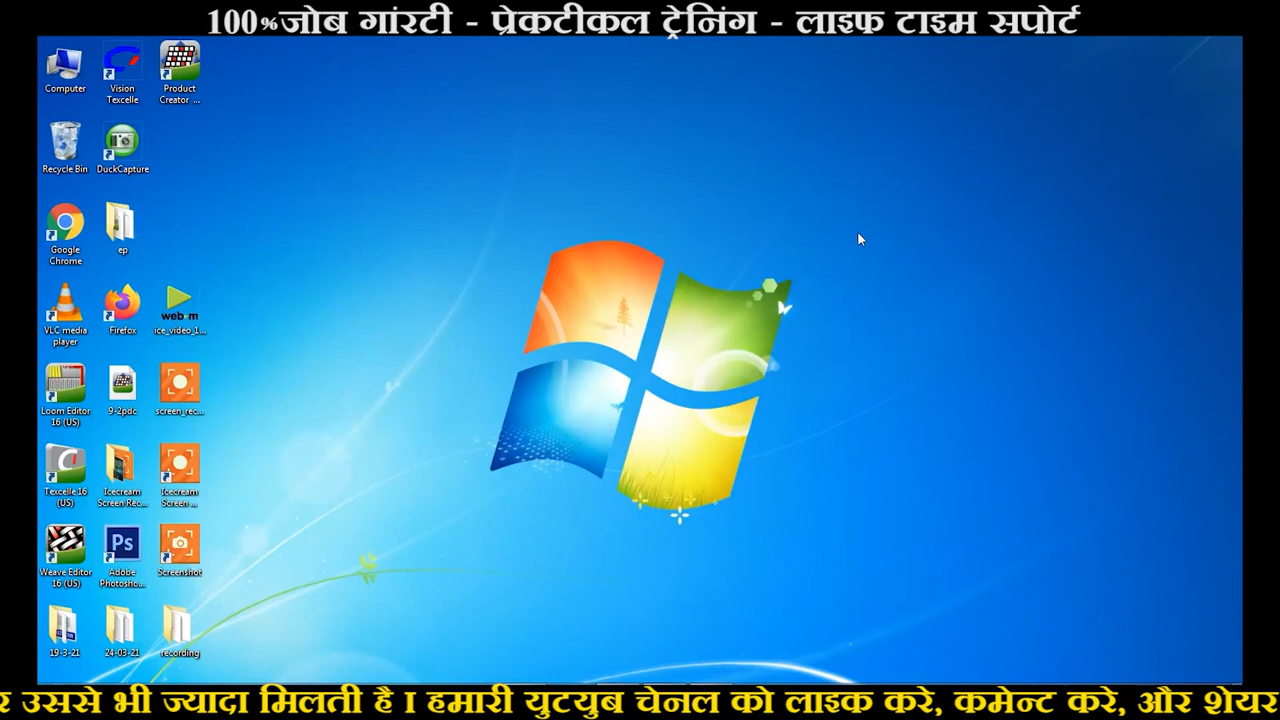 100%जोब गांरटी - प्रेकटीकल ट्रेनिंग - लाइफ टाइम सपोर्ट
Computer
Vision Texcelle
Product Creator ...
Recycle Bin
DuckCapture
Google Chrome
ep
VLC media player
Firefox
webm
ice_video_1...
Loom Editor 16 (US)
9-2pdc
screen_rec...
Texcelle 16 (US)
Icecream Screen Rec...
Icecream Screen ...
Weave Editor 16 (US)
Ps
Adobe Photosho...
Screenshot
19-3-21
24-03-21
recording
र उससे भी ज्यादा मिलती है I हमारी युटयुब चेनल को लाइक करे, कमेन्ट करे, और शेयर